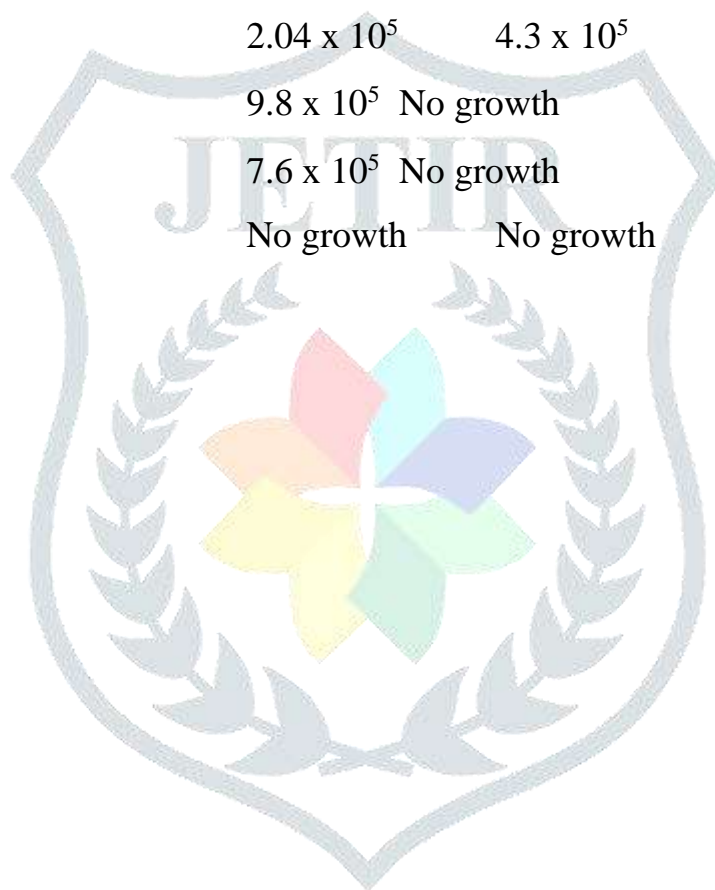 2.04 x 10⁵ 4.3 x 10⁵
9.8 x 10⁵ No growth
7.6 x 10⁵ No growth
JETIR
No growth No growth